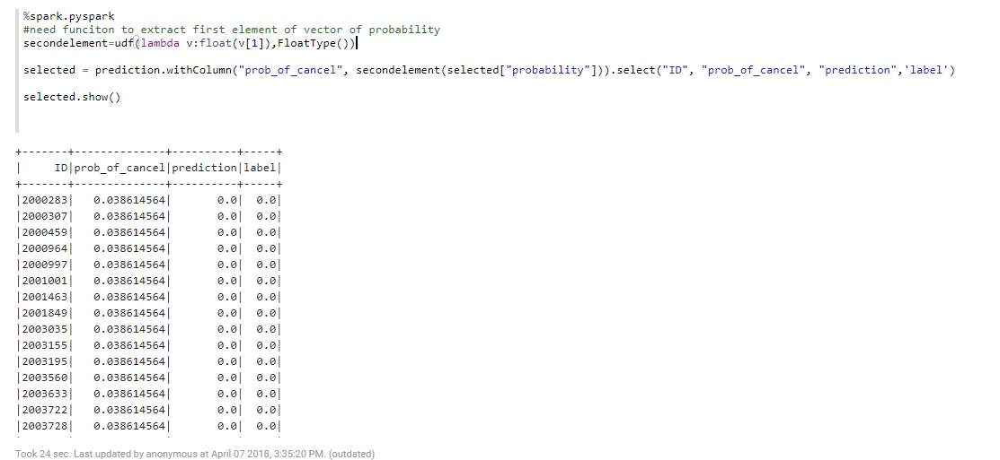 %spark.pyspark
#need funciton to extract first element of vector of probability
secondelement=udf(lambda v:float(v[1]),FloatType())
selected = prediction.withColumn("prob_of_cancel", secondelement(selected["probability"])).select("ID", "prob_of_cancel", "prediction",'label')
selected.show()
+-------+--------------+----------+-----+
|     ID|prob_of_cancel|prediction|label|
+-------+--------------+----------+-----+
|2000283|   0.038614564|       0.0|  0.0|
|2000307|   0.038614564|       0.0|  0.0|
|2000459|   0.038614564|       0.0|  0.0|
|2000964|   0.038614564|       0.0|  0.0|
|2000997|   0.038614564|       0.0|  0.0|
|2001001|   0.038614564|       0.0|  0.0|
|2001463|   0.038614564|       0.0|  0.0|
|2001849|   0.038614564|       0.0|  0.0|
|2003035|   0.038614564|       0.0|  0.0|
|2003155|   0.038614564|       0.0|  0.0|
|2003195|   0.038614564|       0.0|  0.0|
|2003560|   0.038614564|       0.0|  0.0|
|2003633|   0.038614564|       0.0|  0.0|
|2003722|   0.038614564|       0.0|  0.0|
|2003728|   0.038614564|       0.0|  0.0|
Took 24 sec. Last updated by anonymous at April 07 2018, 3:35:20 PM. (outdated)